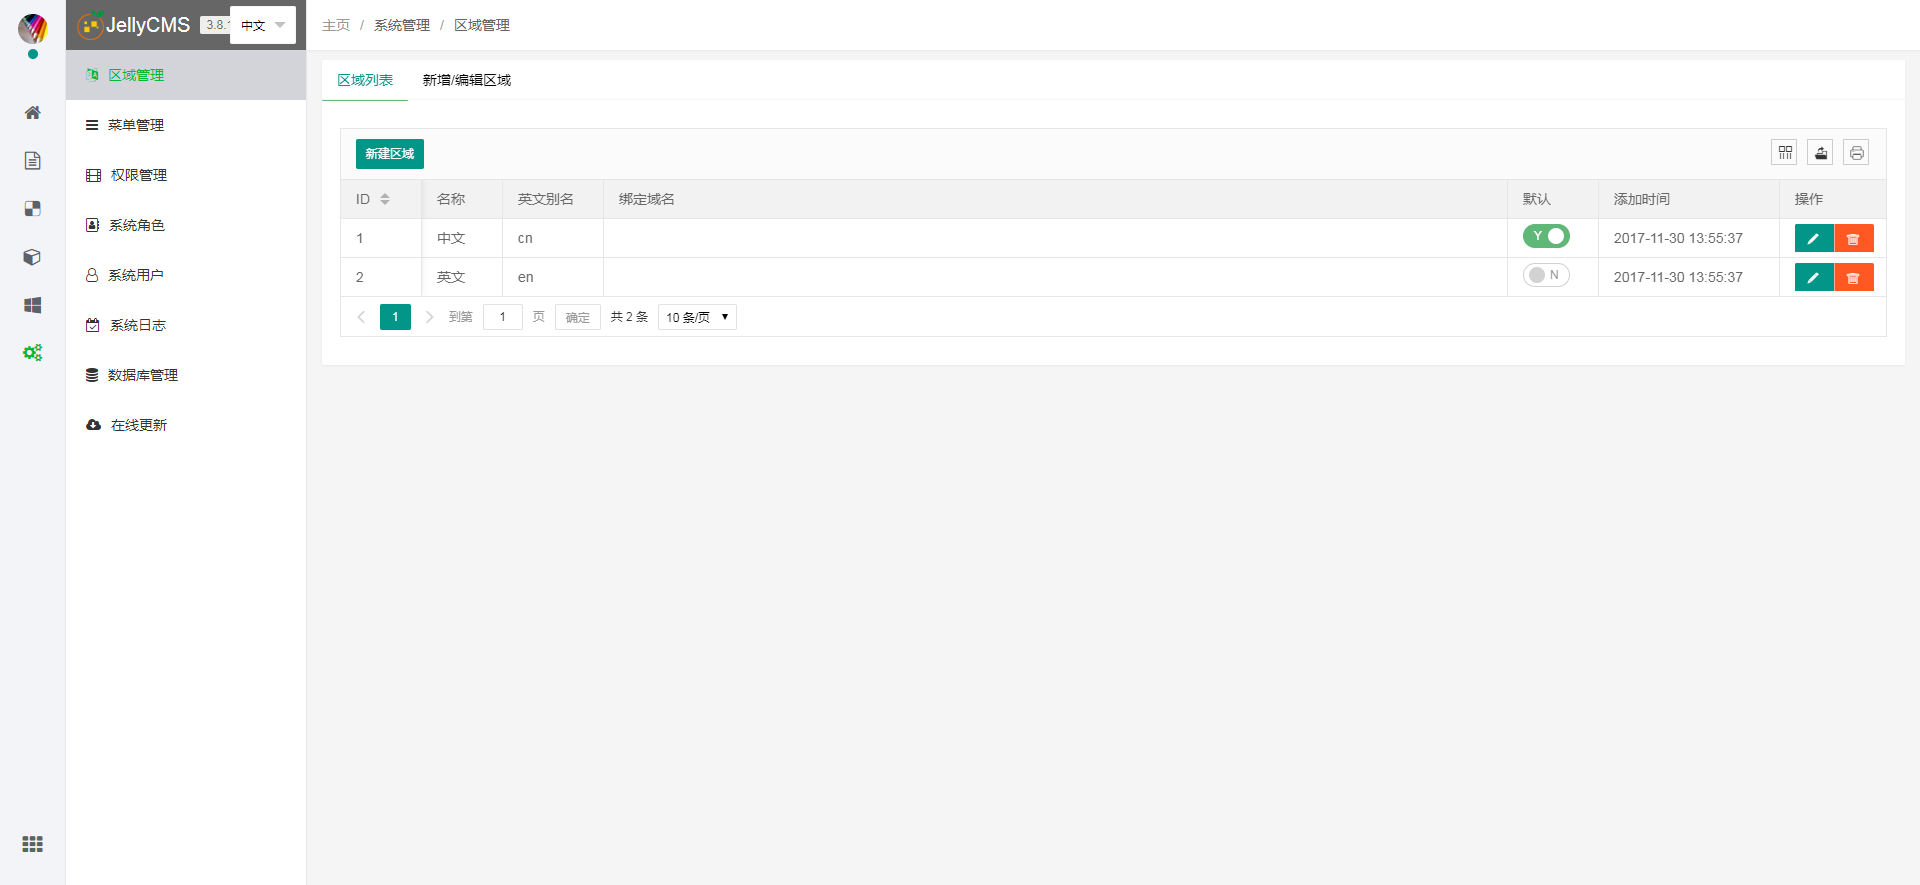 JellyCMS 3.8. 中文
主页 / 系统管理 / 区域管理
区域管理
菜单管理
权限管理
系统角色
系统用户
系统日志
数据库管理
在线更新
区域列表 新增/编辑区域
新建区域
ID 名称 英文别名 绑定域名 默认 添加时间 操作
1 中文 cn Y 2017-11-30 13:55:37
2 英文 en N 2017-11-30 13:55:37
1 到第 1 页 确定 共 2 条 10 条/页